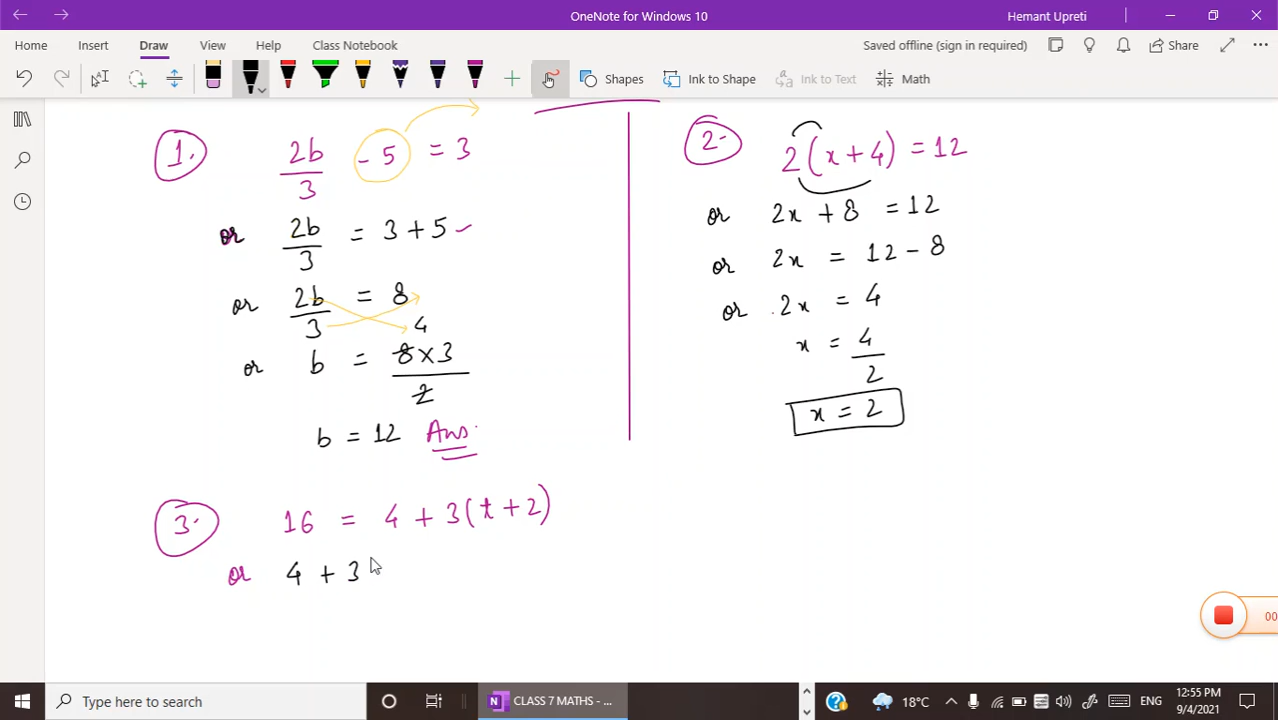 OneNote for Windows 10
Hemant Upreti
Home Insert Draw View Help Class Notebook
Saved offline (sign in required) Share
Shapes Ink to Shape Ink to Text Math
1. 2b/3 - 5 = 3
or 2b/3 = 3 + 5
or 2b/3 = 8
4
or b = 8 × 3 / 2
b = 12 Ans.
2. 2(x + 4) = 12
or 2x + 8 = 12
or 2x = 12 - 8
or 2x = 4
x = 4/2
x = 2
3. 16 = 4 + 3(t + 2)
or 4 + 3
00
Type here to search
CLASS 7 MATHS - ...
18°C
ENG
12:55 PM
9/4/2021